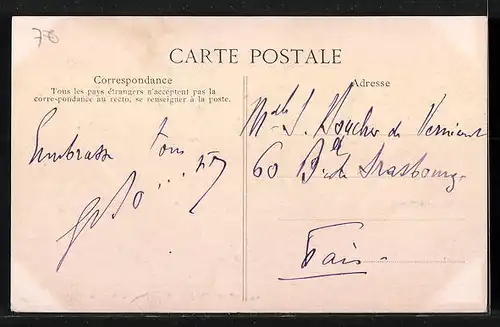 78
CARTE POSTALE
Correspondance
Tous les pays étrangers n'acceptent pas la
correspondance au recto, se renseigner à la poste.
Adresse
Embrasse tous
60 Bd de Strasbourg
Paris